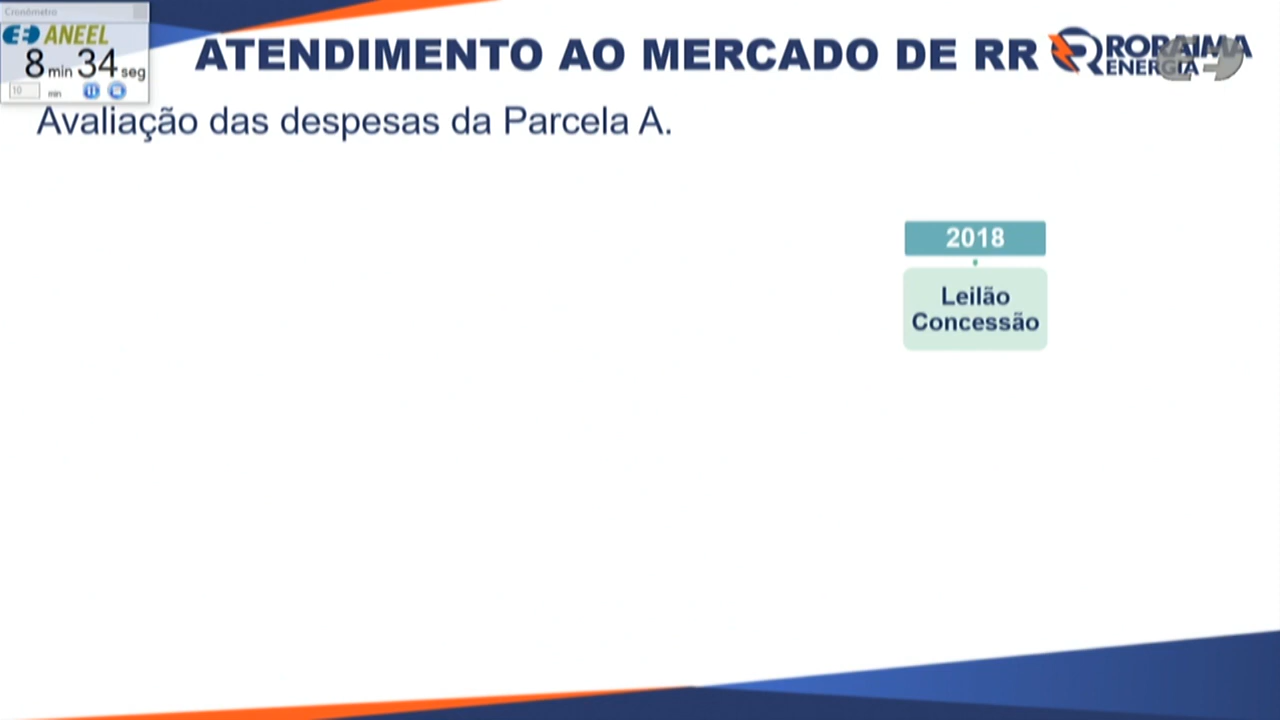 Cronômetro
ANEEL
8 min 34 seg
10 min
ATENDIMENTO AO MERCADO DE RR
RORAIMA
ENERGIA
Avaliação das despesas da Parcela A.
2018
Leilão
Concessão